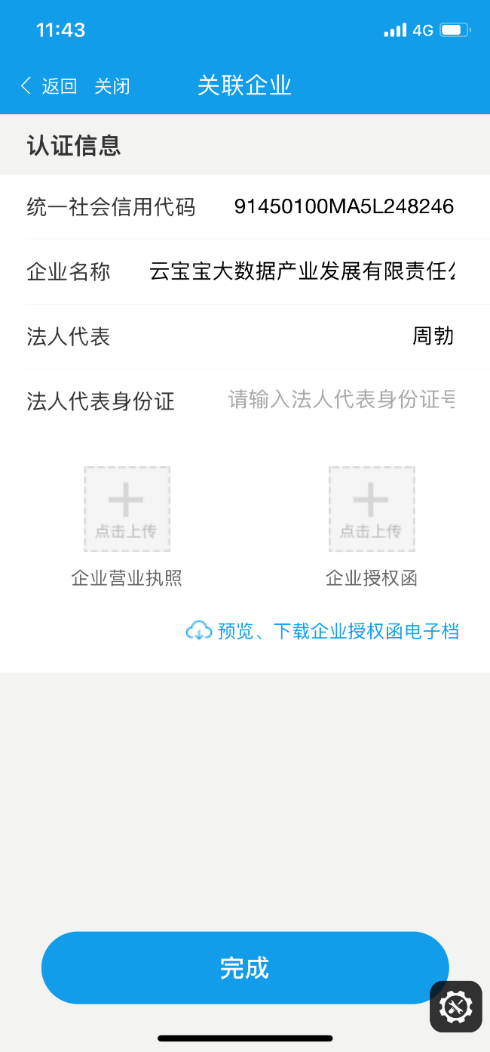 11:43
4G
返回 关闭 关联企业
认证信息
统一社会信用代码 91450100MA5L248246
企业名称 云宝宝大数据产业发展有限责任
法人代表 周勃
法人代表身份证 请输入法人代表身份证号
点击上传 点击上传
企业营业执照 企业授权函
预览、下载企业授权函电子档
完成